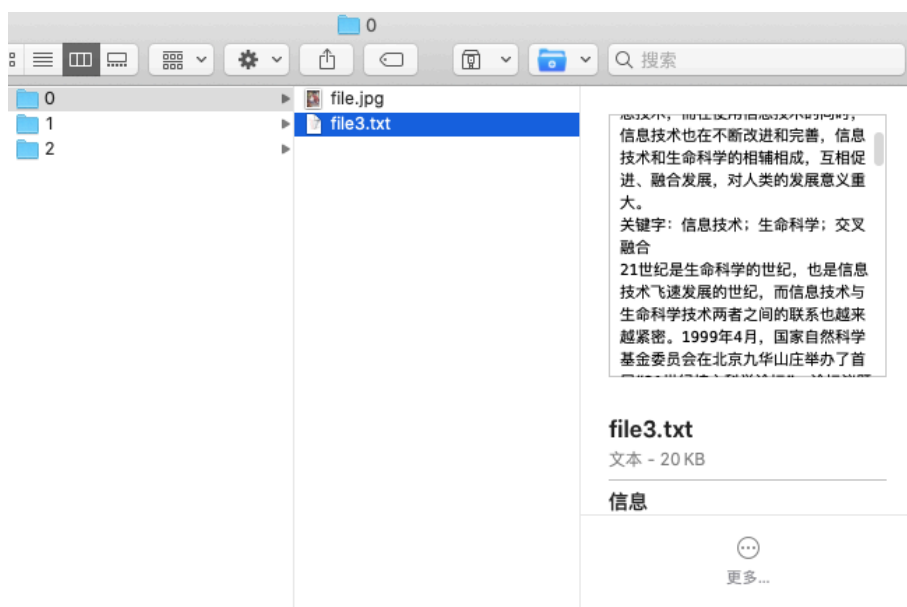 0
搜索
0
1
2
file.jpg
file3.txt
信息技术也在不断改进和完善，信息
技术和生命科学的相辅相成，互相促
进、融合发展，对人类的发展意义重
大。
关键字：信息技术；生命科学；交叉
融合
21世纪是生命科学的世纪，也是信息
技术飞速发展的世纪，而信息技术与
生命科学技术两者之间的联系也越来
越紧密。1999年4月，国家自然科学
基金委员会在北京九华山庄举办了首
file3.txt
文本 - 20 KB
信息
更多...